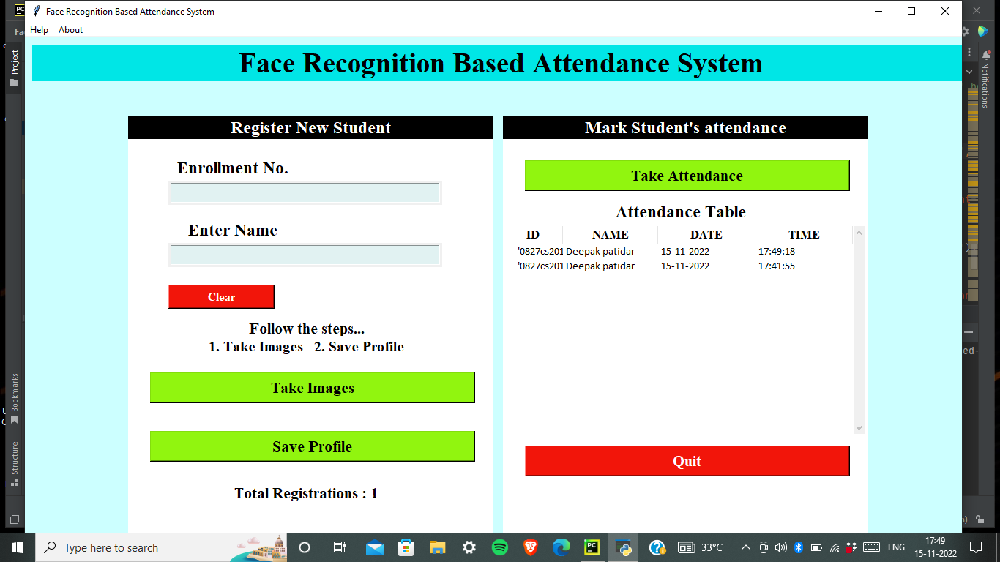 Face Recognition Based Attendance System
Help About
Face Recognition Based Attendance System
Project
Notifications
Register New Student
Mark Student's attendance
Enrollment No.
Take Attendance
Enter Name
Attendance Table
ID NAME DATE TIME
'0827cs201 Deepak patidar 15-11-2022 17:49:18
'0827cs201 Deepak patidar 15-11-2022 17:41:55
Clear
Follow the steps...
1. Take Images 2. Save Profile
Take Images
Save Profile
Quit
Total Registrations : 1
Bookmarks
Structure
Type here to search
PC
33°C
ENG
17:49
15-11-2022